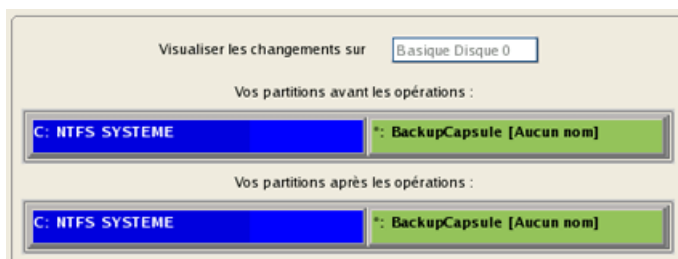 Visualiser les changements sur Basique Disque 0
Vos partitions avant les opérations :
C: NTFS SYSTEME *: BackupCapsule [Aucun nom]
Vos partitions après les opérations :
C: NTFS SYSTEME *: BackupCapsule [Aucun nom]